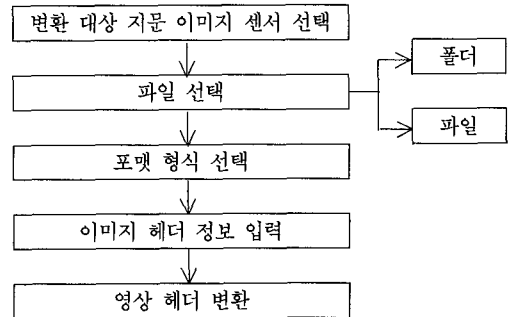 변환 대상 지문 이미지 센서 선택
폴더
파일 선택
파일
포맷 형식 선택
이미지 헤더 정보 입력
영상 헤더 변환